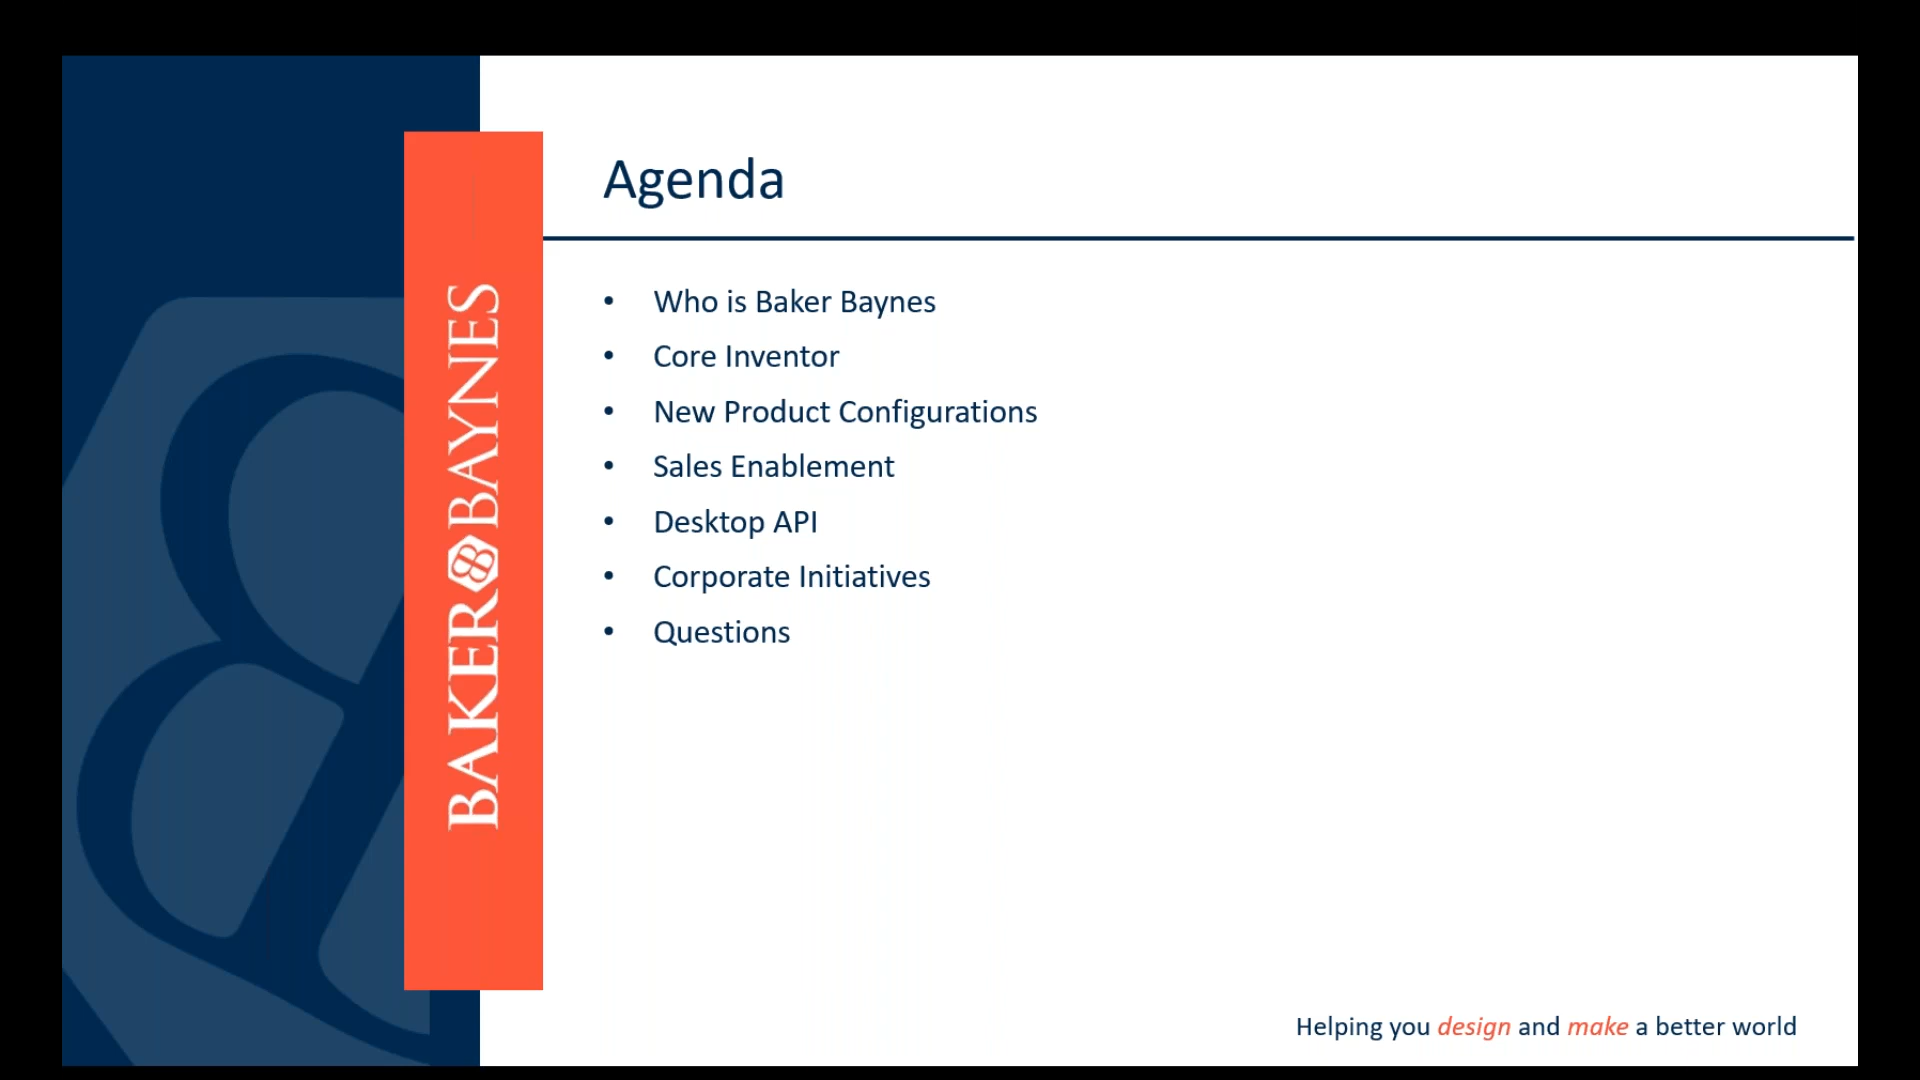 Agenda
BAKER BAYNES
• Who is Baker Baynes
• Core Inventor
• New Product Configurations
• Sales Enablement
• Desktop API
• Corporate Initiatives
• Questions
Helping you design and make a better world